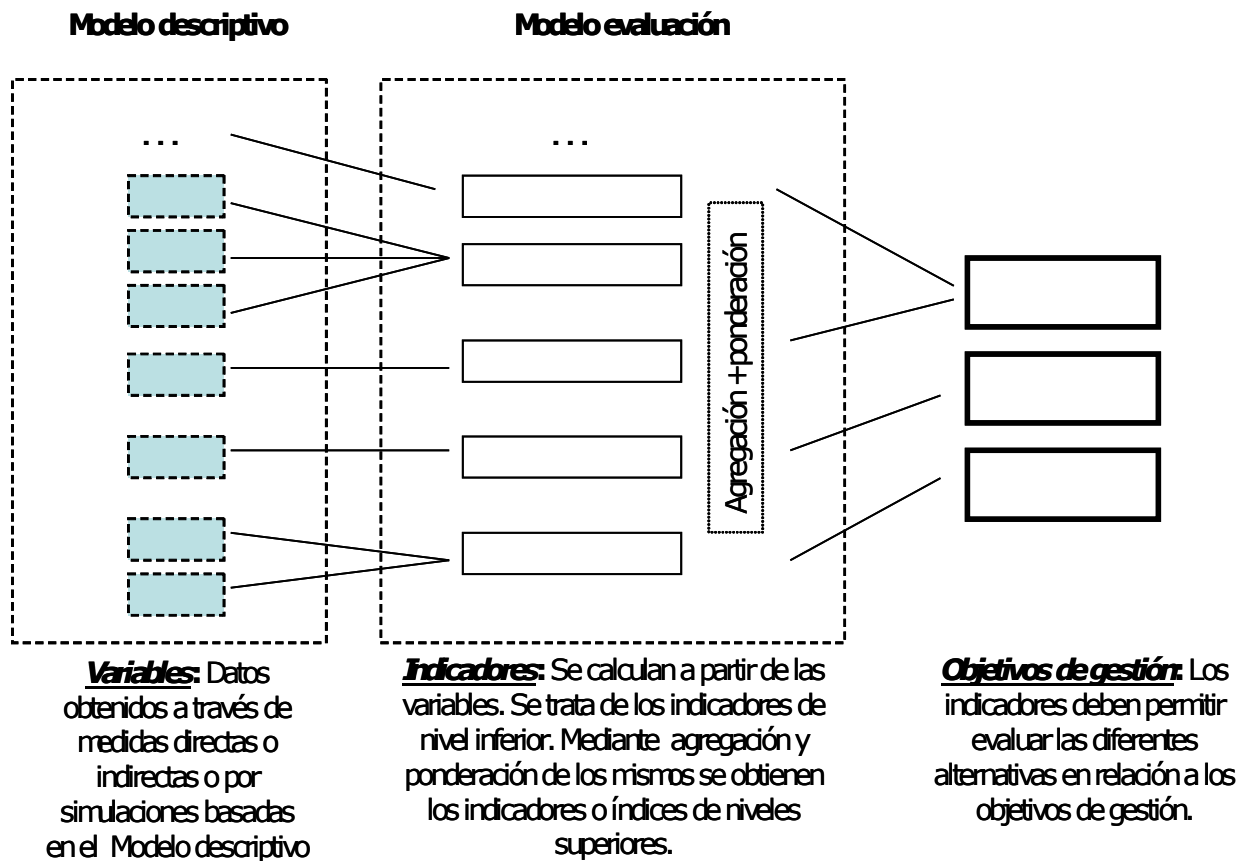 Modelo descriptivo
Modelo evaluación
...
...
Agregación + ponderación
Variables: Datos
obtenidos a través de
medidas directas o
indirectas o por
simulaciones basadas
en el Modelo descriptivo
Indicadores: Se calculan a partir de las
variables. Se trata de los indicadores de
nivel inferior. Mediante agregación y
ponderación de los mismos se obtienen
los indicadores o índices de niveles
superiores.
Objetivos de gestión: Los
indicadores deben permitir
evaluar las diferentes
alternativas en relación a los
objetivos de gestión.